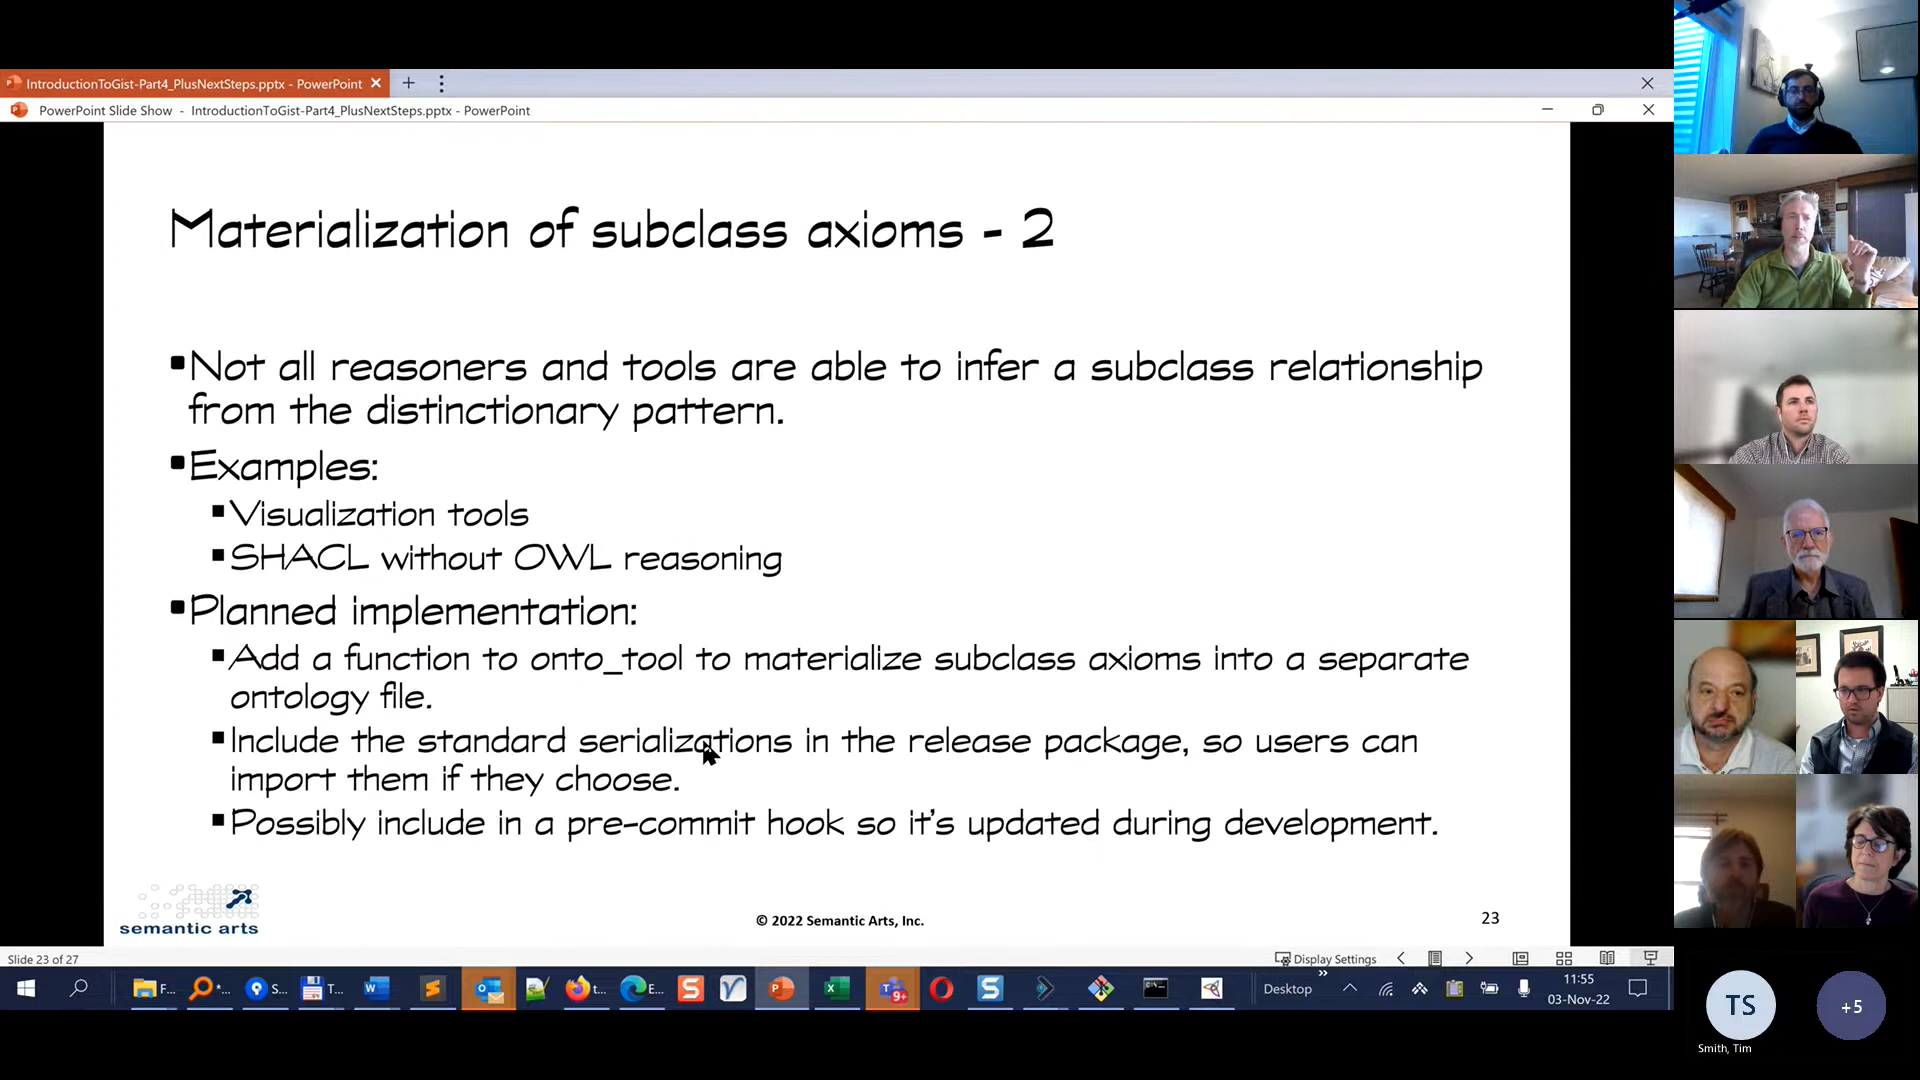 IntroductionToGist-Part4_PlusNextSteps.pptx - PowerPoint
PowerPoint Slide Show - IntroductionToGist-Part4_PlusNextSteps.pptx - PowerPoint
Materialization of subclass axioms - 2
Not all reasoners and tools are able to infer a subclass relationship
from the distinctionary pattern.
Examples:
Visualization tools
SHACL without OWL reasoning
Planned implementation:
Add a function to onto_tool to materialize subclass axioms into a separate
ontology file.
Include the standard serializations in the release package, so users can
import them if they choose.
Possibly include in a pre-commit hook so it's updated during development.
semantic arts
© 2022 Semantic Arts, Inc.
23
Slide 23 of 27
Display Settings
F...
*...
S...
T...
t...
E...
9+
Desktop
11:55
03-Nov-22
TS
+5
Smith, Tim